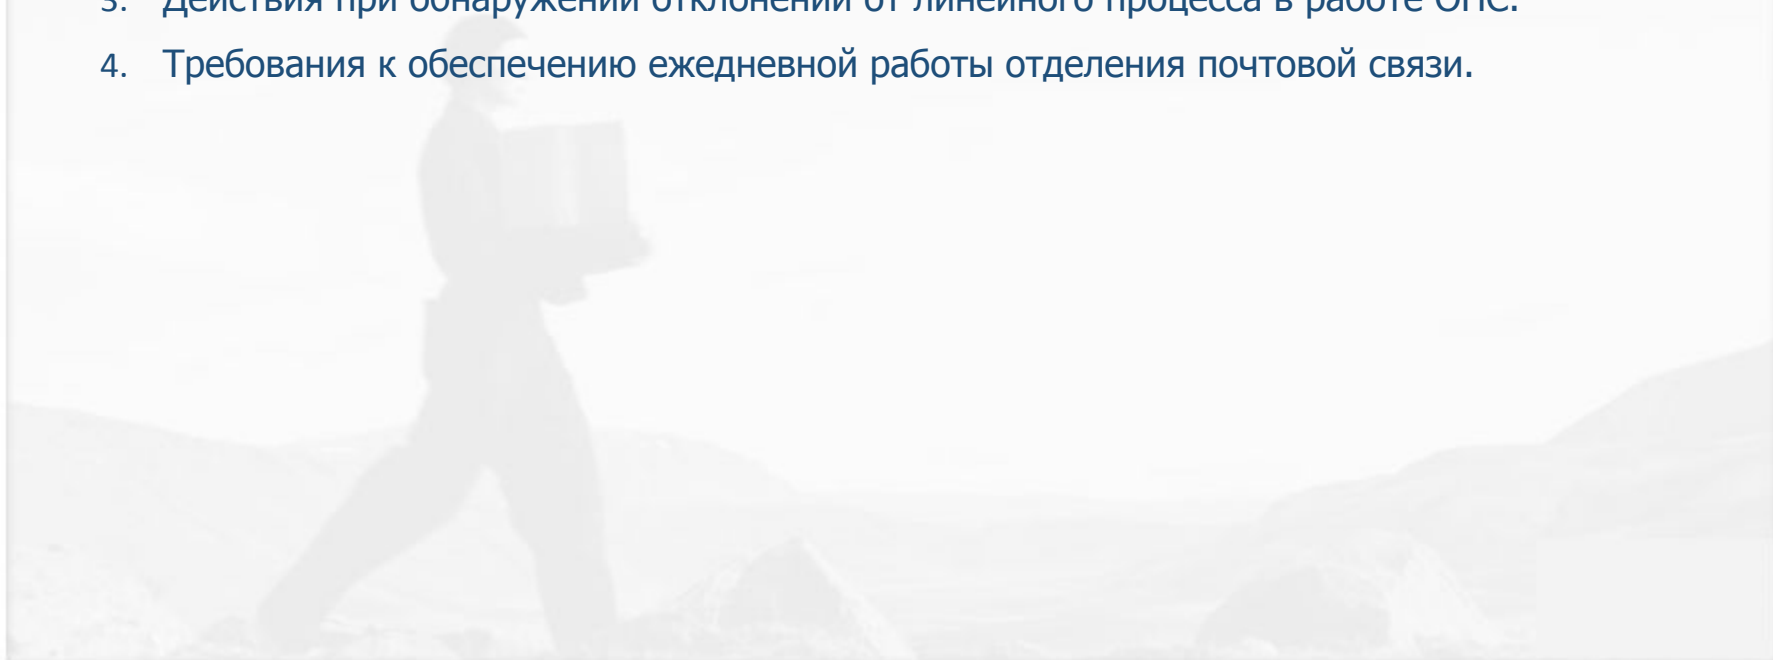 3. Действия при обнаружении отклонений от линейного процесса в работе ОПС.
4. Требования к обеспечению ежедневной работы отделения почтовой связи.